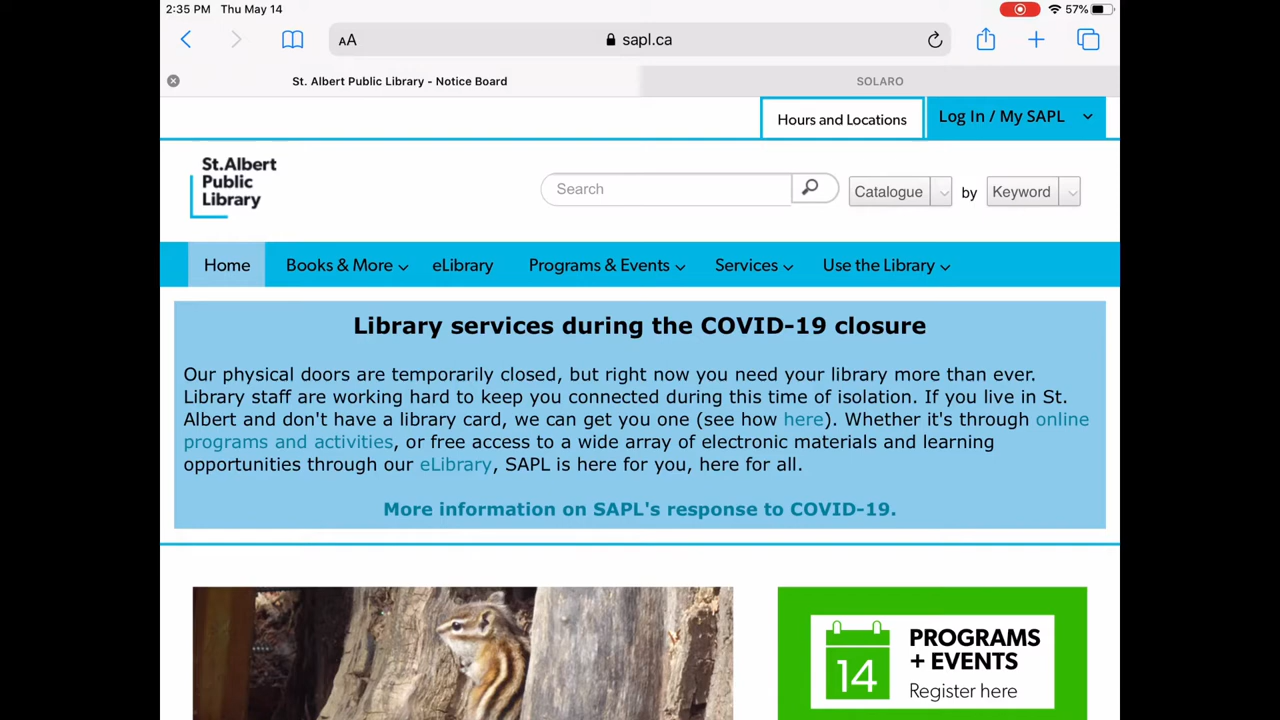 2:35 PM Thu May 14 57%
AA sapl.ca
St. Albert Public Library - Notice Board SOLARO
Hours and Locations Log In / My SAPL
St.Albert
Public
Library
Search Catalogue by Keyword
Home Books & More eLibrary Programs & Events Services Use the Library
Library services during the COVID-19 closure
Our physical doors are temporarily closed, but right now you need your library more than ever.
Library staff are working hard to keep you connected during this time of isolation. If you live in St.
Albert and don't have a library card, we can get you one (see how here). Whether it's through online
programs and activities, or free access to a wide array of electronic materials and learning
opportunities through our eLibrary, SAPL is here for you, here for all.
More information on SAPL's response to COVID-19.
PROGRAMS
+ EVENTS
14
Register here